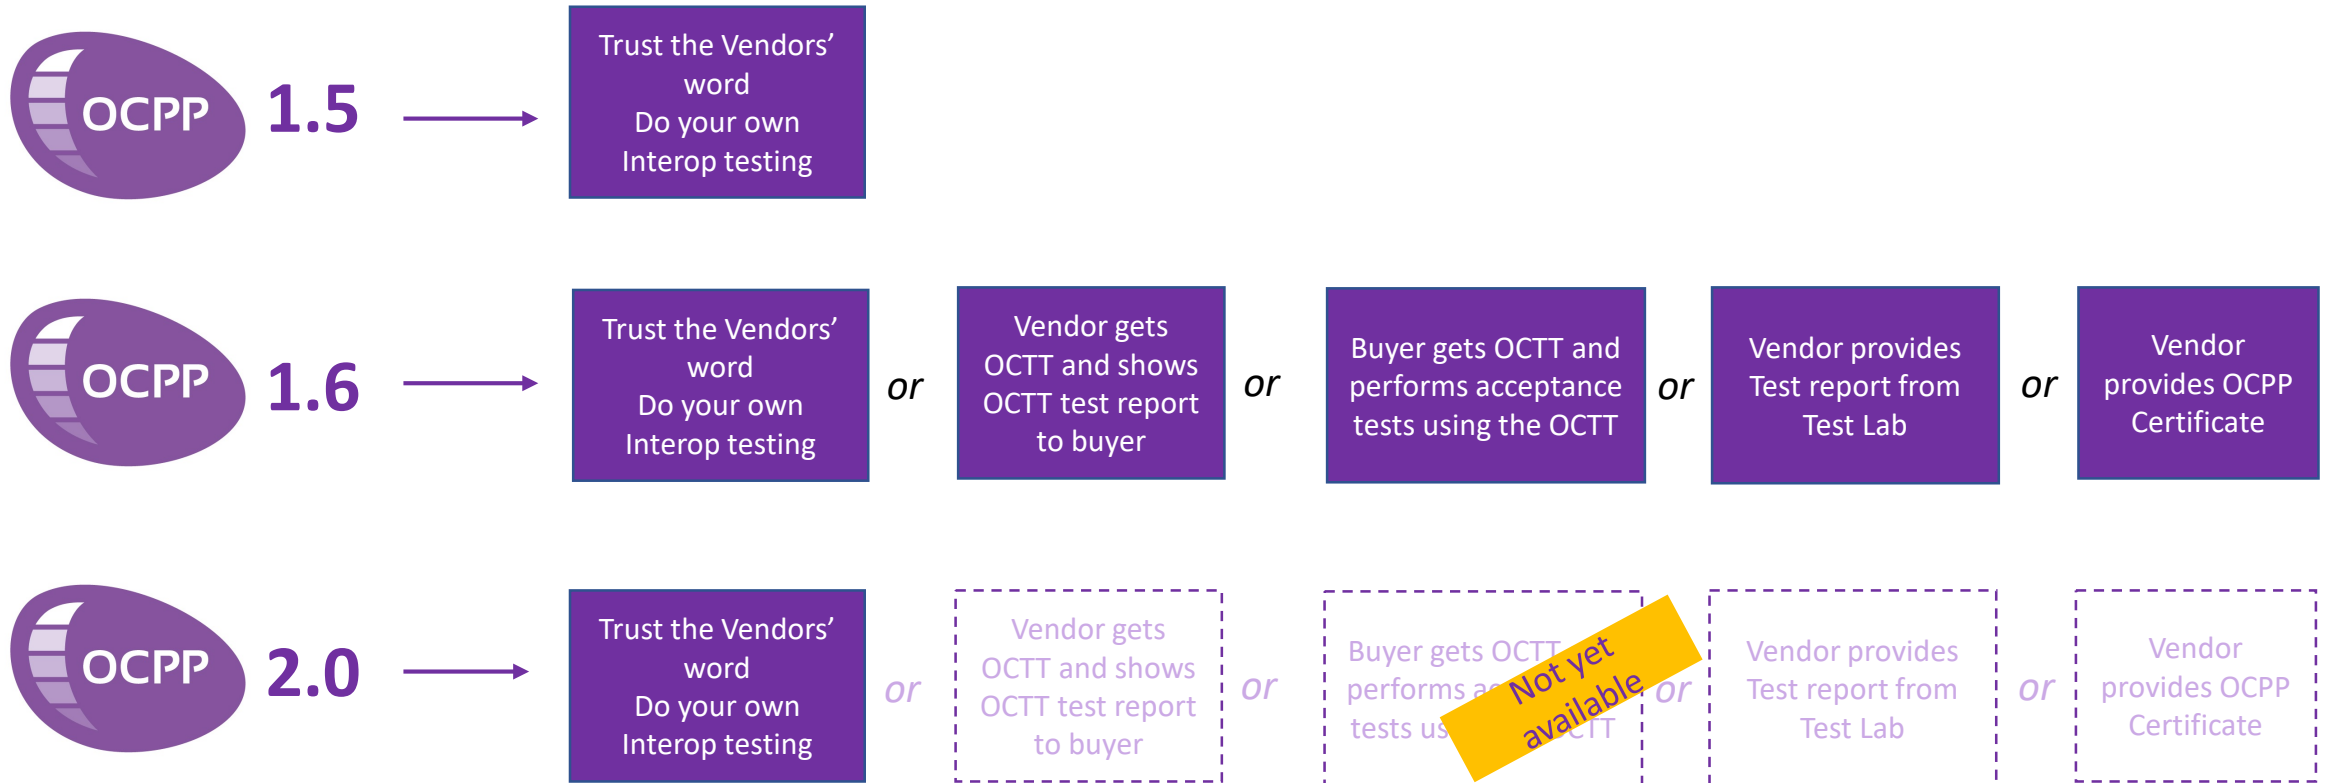 OCPP
1.5
Trust the Vendors'
word
Do your own
Interop testing
OCPP
1.6
Trust the Vendors'
word
Do your own
Interop testing
or
Vendor gets
OCTT and shows
OCTT test report
to buyer
or
Buyer gets OCTT and
performs acceptance
tests using the OCTT
or
Vendor provides
Test report from
Test Lab
or
Vendor
provides OCPP
Certificate
OCPP
2.0
Trust the Vendors'
word
Do your own
Interop testing
or
Vendor gets
OCTT and shows
OCTT test report
to buyer
or
Buyer gets OCTT
performs
tests
Not yet
available
or
Vendor provides
Test report from
Test Lab
or
Vendor
provides OCPP
Certificate